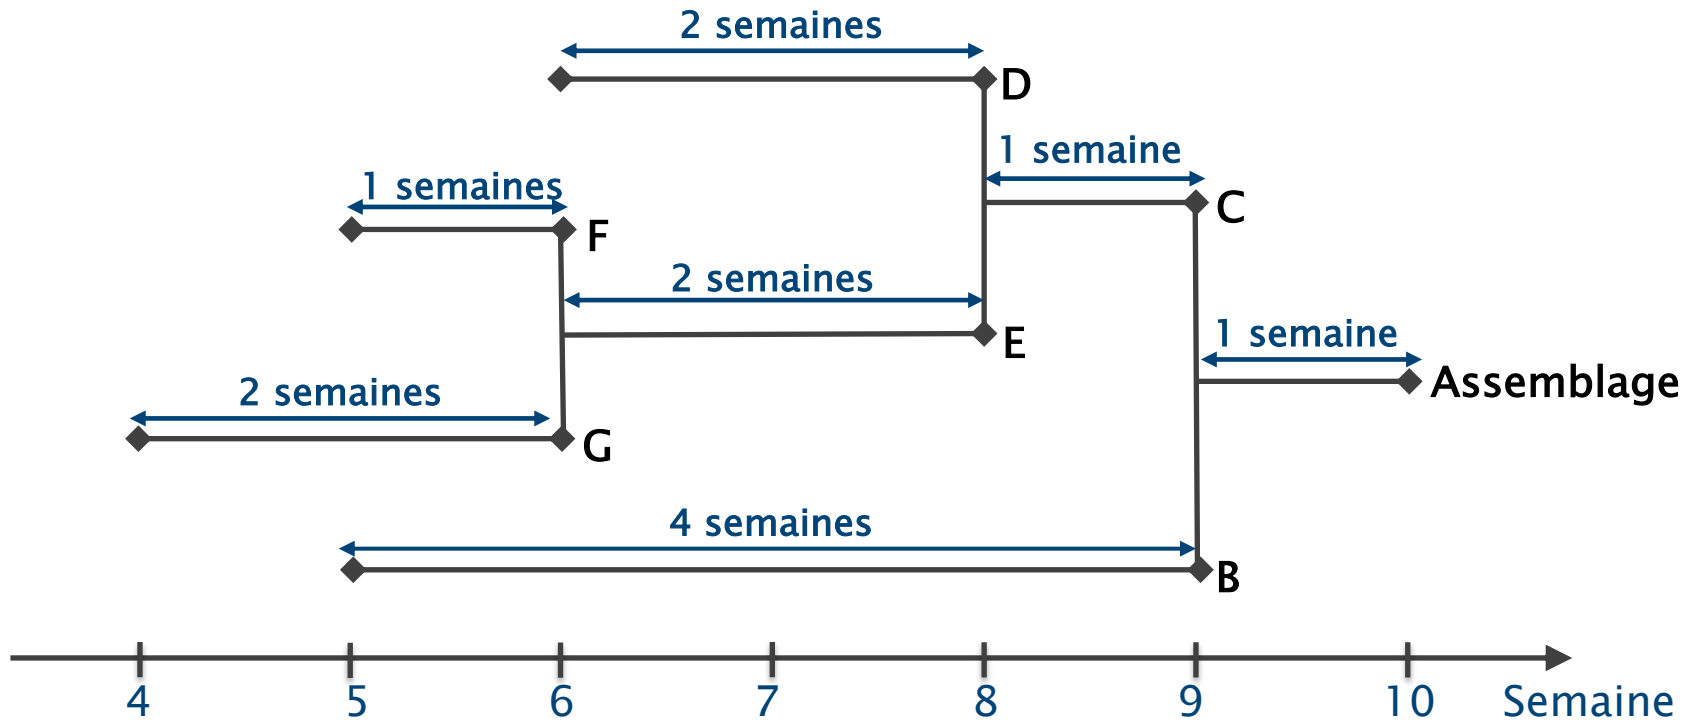 2 semaines
D
1 semaine
C
1 semaines
F
2 semaines
E
1 semaine
Assemblage
2 semaines
G
4 semaines
B
4 5 6 7 8 9 10 Semaine